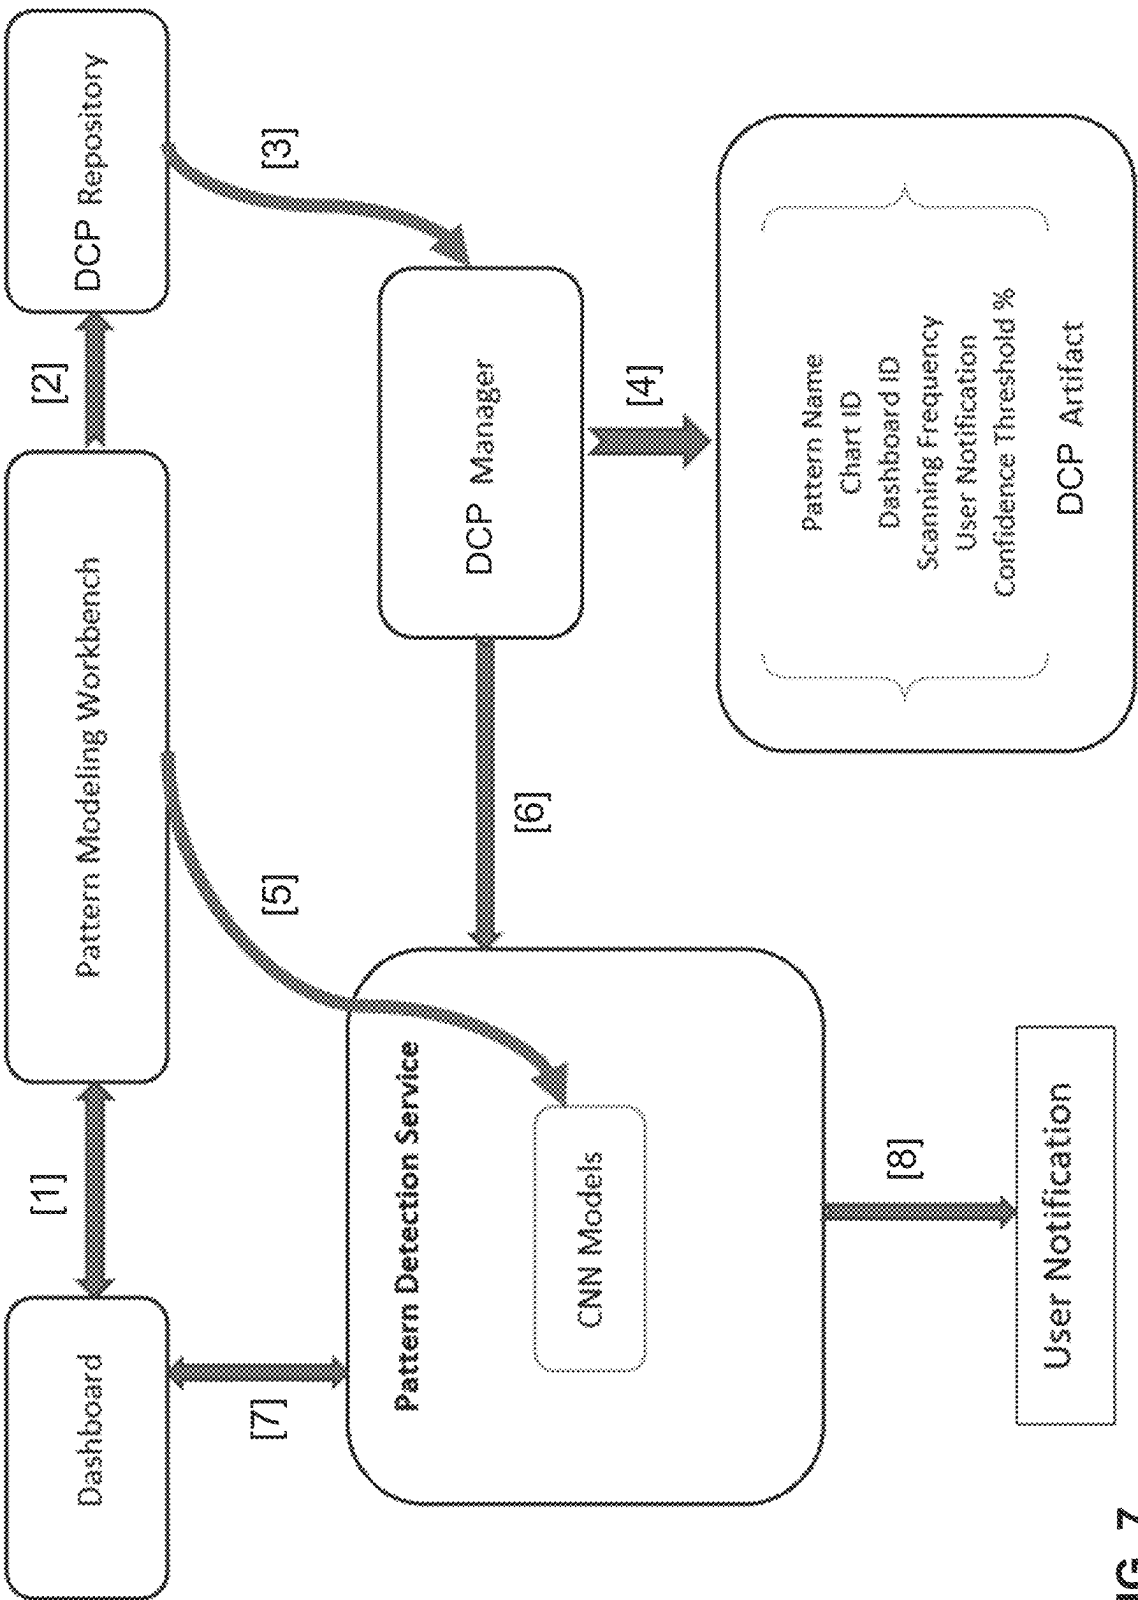 Dashboard
[1]
Pattern Modeling Workbench
[2]
DCP Repository
[7]
[5]
[3]
Pattern Detection Service
CNN Models
[6]
DCP Manager
[4]
[8]
User Notification
Pattern Name
Chart ID
Dashboard ID
Scanning Frequency
User Notification
Confidence Threshold %
DCP Artifact
IG. 7